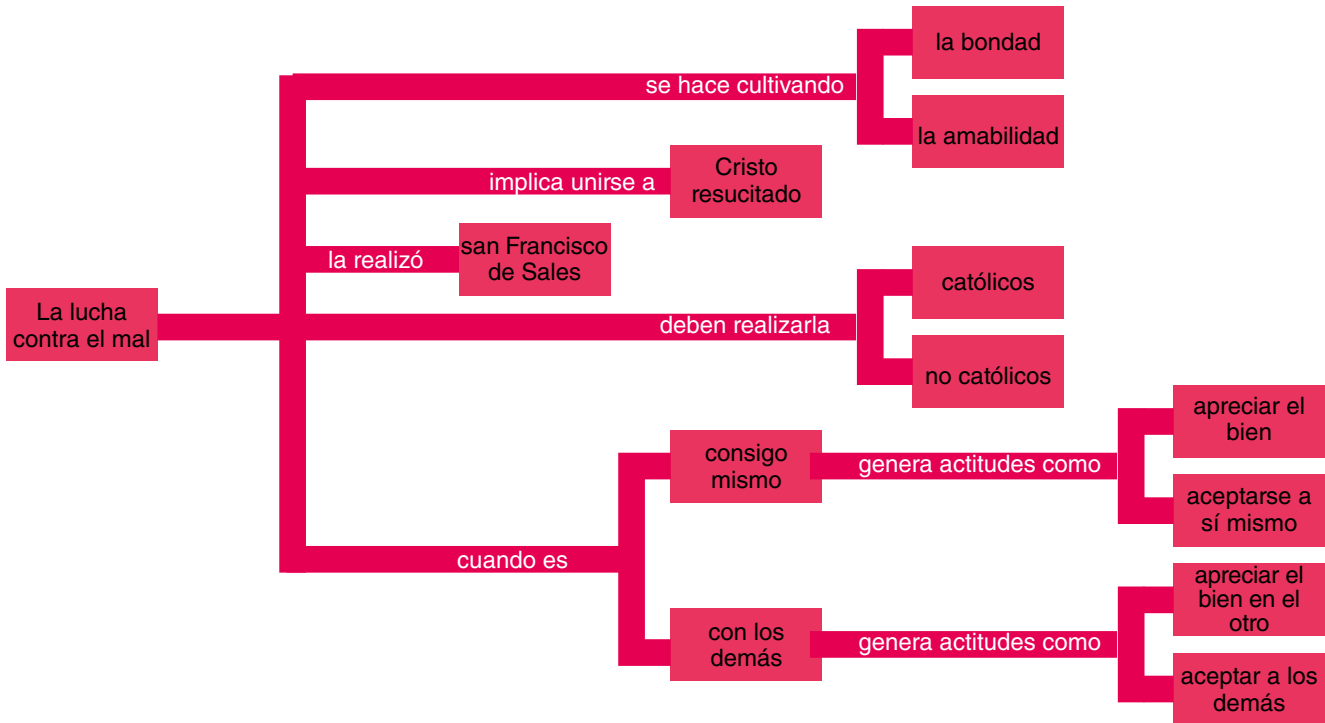 La lucha
contra el mal
se hace cultivando
la bondad
la amabilidad
implica unirse a
Cristo
resucitado
la realizó
san Francisco
de Sales
deben realizarla
católicos
no católicos
cuando es
consigo
mismo
genera actitudes como
apreciar el
bien
aceptarse a
sí mismo
con los
demás
genera actitudes como
apreciar el
bien en el
otro
aceptar a los
demás